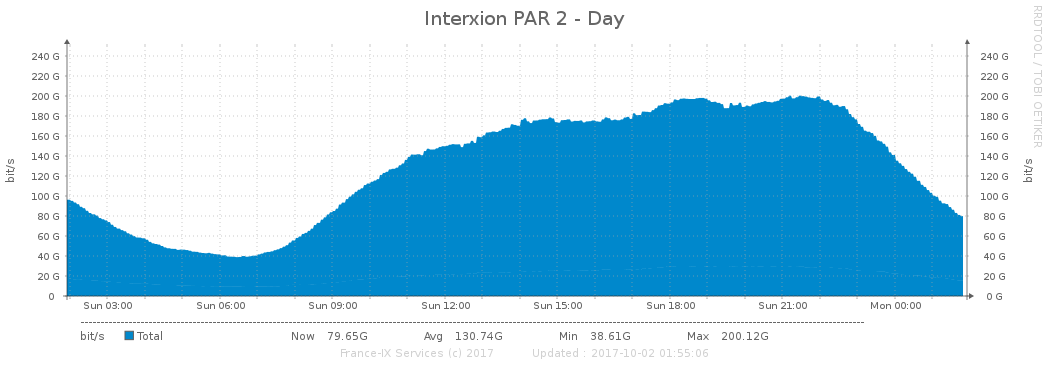 Interxion PAR 2 - Day
RRDTOOL / TOBI OETIKER
240 G 240 G
220 G 220 G
200 G 200 G
180 G 180 G
160 G 160 G
140 G 140 G
120 G 120 G
100 G 100 G
80 G 80 G
60 G 60 G
40 G 40 G
20 G 20 G
0 0 G
bit/s
bit/s
Sun 03:00 Sun 06:00 Sun 09:00 Sun 12:00 Sun 15:00 Sun 18:00 Sun 21:00 Mon 00:00
bit/s Total Now 79.65G Avg 130.74G Min 38.61G Max 200.12G
France-IX Services (c) 2017 Updated : 2017-10-02 01:55:06